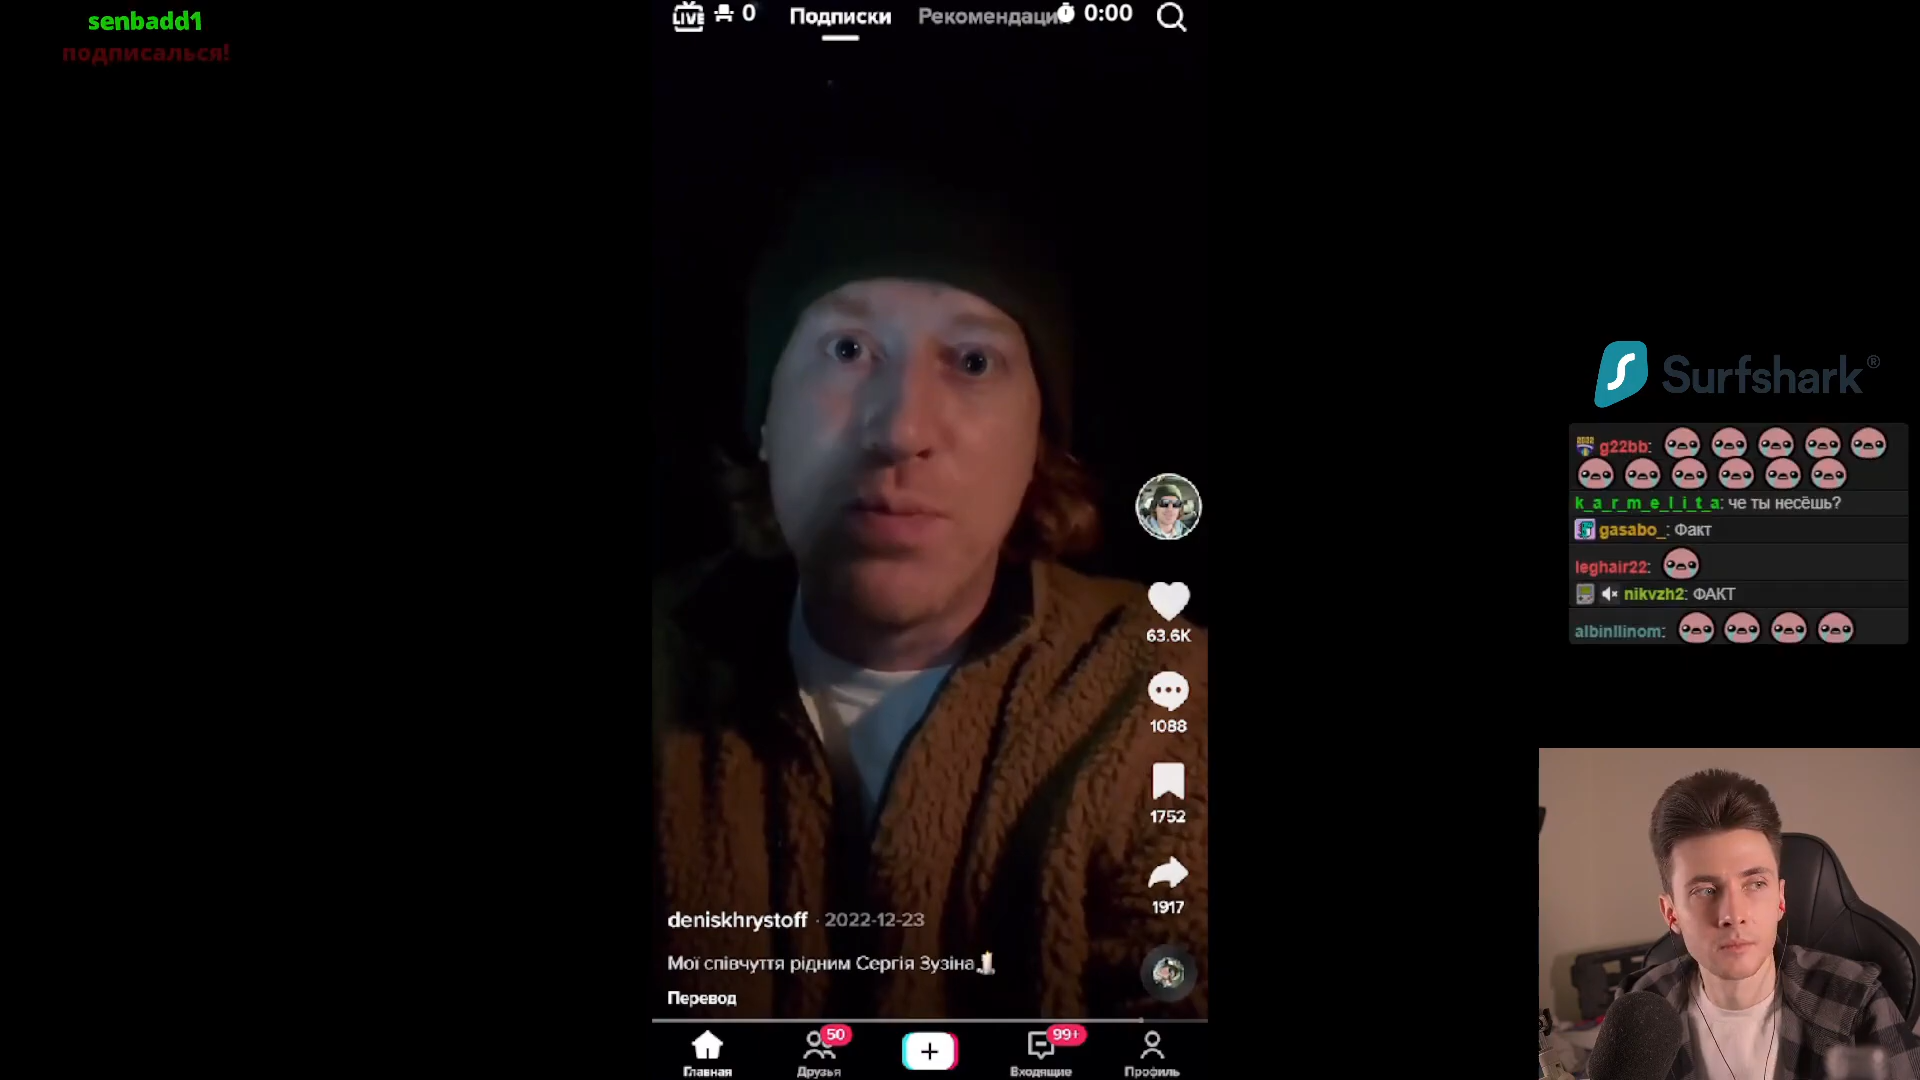 senbadd1
подписалься!
LIVE
0
Подписки
Рекомендаци
0:00
63.6K
1088
1752
1917
deniskhrystoff · 2022-12-23
Мої співчуття рідним Сергія Зузіна
Перевод
Главная
50
Друзья
99+
Входящие
Профиль
Surfshark®
g22bb:
k_a_r_m_e_l_i_t_a: че ты несёшь?
gasabo_: Факт
leghair22:
nikvzh2: ФАКТ
albinllinom: